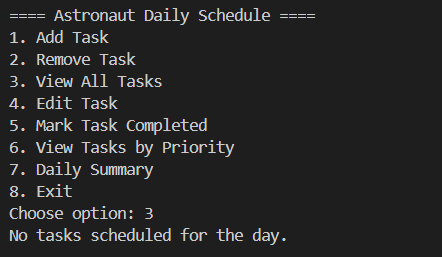 ==== Astronaut Daily Schedule ====
1. Add Task
2. Remove Task
3. View All Tasks
4. Edit Task
5. Mark Task Completed
6. View Tasks by Priority
7. Daily Summary
8. Exit
Choose option: 3
No tasks scheduled for the day.